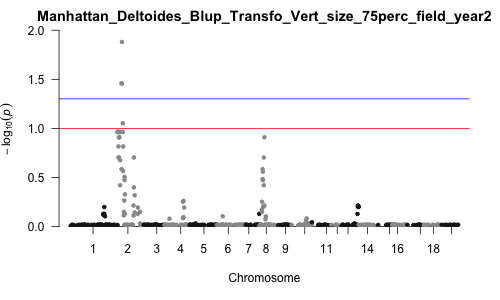 Manhattan_Deltoides_Blup_Transfo_Vert_size_75perc_field_year2
2.0
1.5
1.0
0.5
0.0
− log10(p)
1 2 3 4 5 6 7 8 9 11 14 16 18
Chromosome